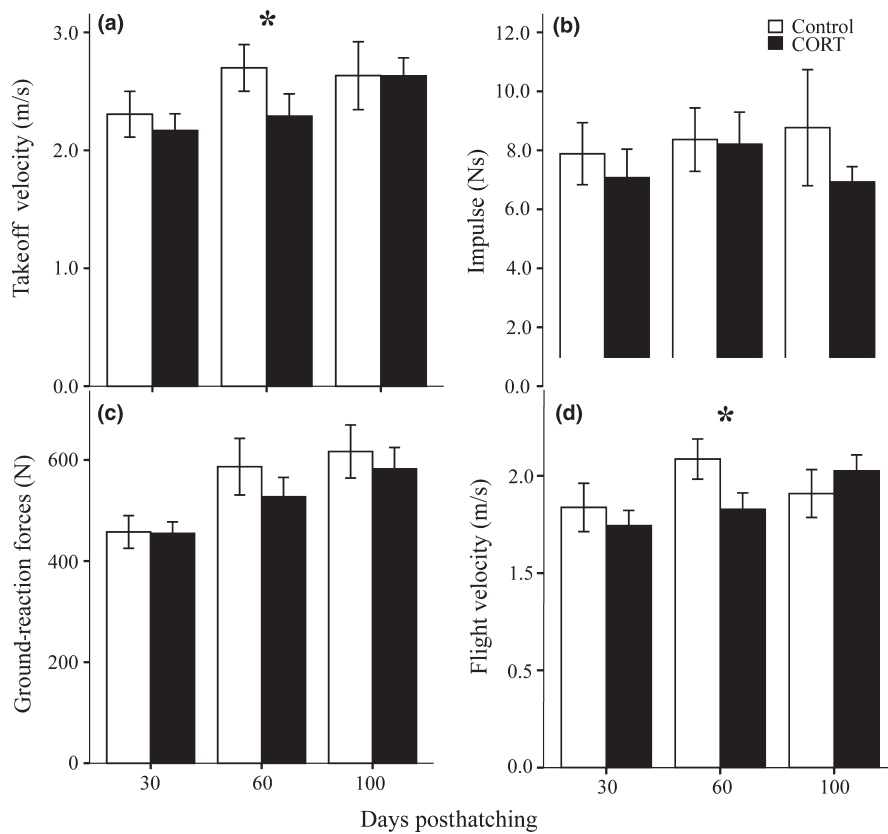 (a)
*
3.0
2.0
1.0
0.0
Takeoff velocity (m/s)
(b)
Control
CORT
12.0
10.0
8.0
6.0
4.0
2.0
0.0
Impulse (Ns)
(c)
600
400
200
0
Ground-reaction forces (N)
30
60
100
(d)
*
2.0
1.5
0.5
0.0
Flight velocity (m/s)
30
60
100
Days posthatching